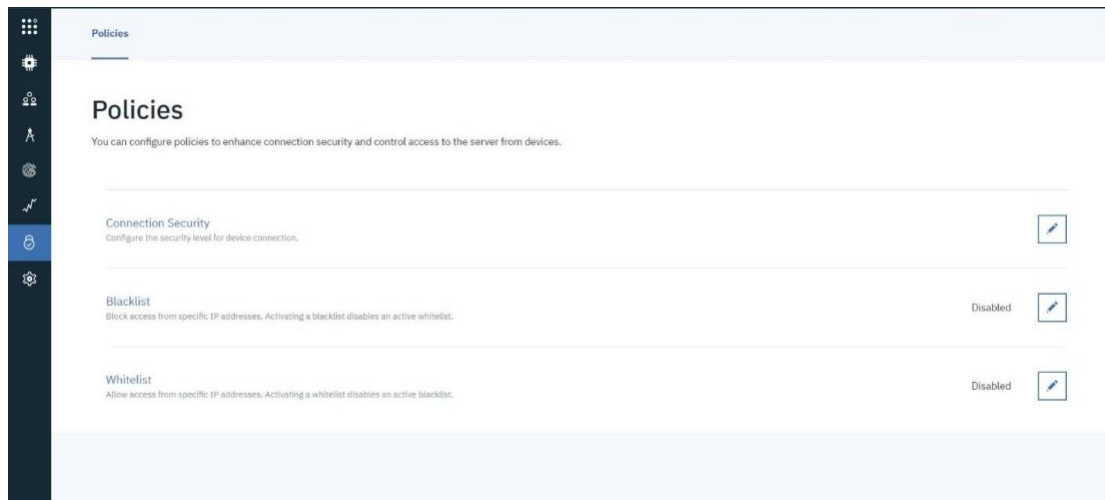 Policies
Policies
You can configure policies to enhance connection security and control access to the server from devices.
Connection Security
Configure the security level for device connection.
Blacklist
Block access from specific IP addresses. Activating a blacklist disables an active whitelist.
Disabled
Whitelist
Allow access from specific IP addresses. Activating a whitelist disables an active blacklist.
Disabled